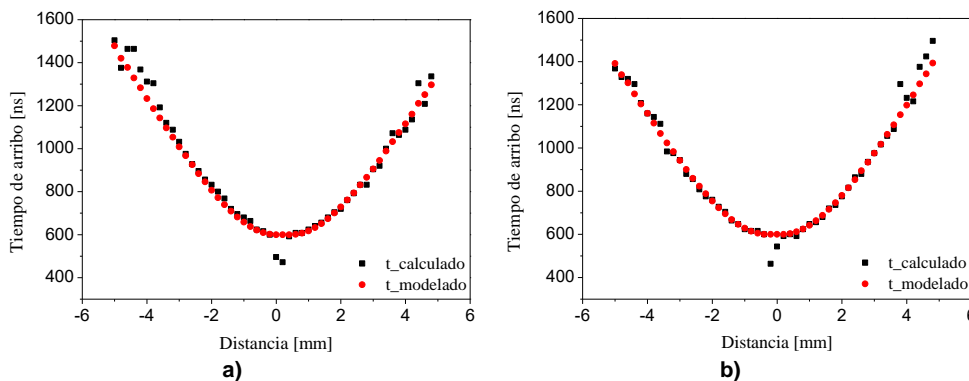 1600
1400
1200
1000
800
600
400
Tiempo de arribo [ns]
t_calculado
t_modelado
-6 -4 -2 0 2 4 6
Distancia [mm]
a)
1600
1400
1200
1000
800
600
400
Tiempo de arribo [ns]
t_calculado
t_modelado
-6 -4 -2 0 2 4 6
Distancia [mm]
b)